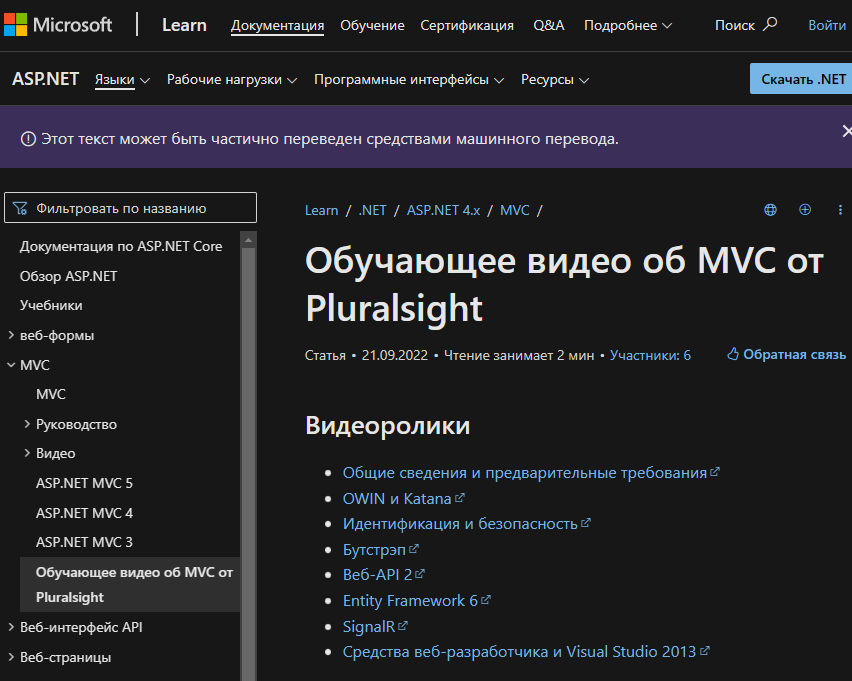 Microsoft Learn Документация Обучение Сертификация Q&A Подробнее Поиск Войти
ASP.NET Языки Рабочие нагрузки Программные интерфейсы Ресурсы Скачать .NET
Этот текст может быть частично переведен средствами машинного перевода.
Фильтровать по названию
Документация по ASP.NET Core
Обзор ASP.NET
Учебники
веб-формы
MVC
MVC
Руководство
Видео
ASP.NET MVC 5
ASP.NET MVC 4
ASP.NET MVC 3
Обучающее видео об MVC от
Pluralsight
Веб-интерфейс API
Веб-страницы
Learn / .NET / ASP.NET 4.x / MVC /
Обучающее видео об MVC от
Pluralsight
Статья • 21.09.2022 • Чтение занимает 2 мин • Участники: 6 Обратная связь
Видеоролики
• Общие сведения и предварительные требования
• OWIN и Katana
• Идентификация и безопасность
• Бутстрэп
• Веб-API 2
• Entity Framework 6
• SignalR
• Средства веб-разработчика и Visual Studio 2013